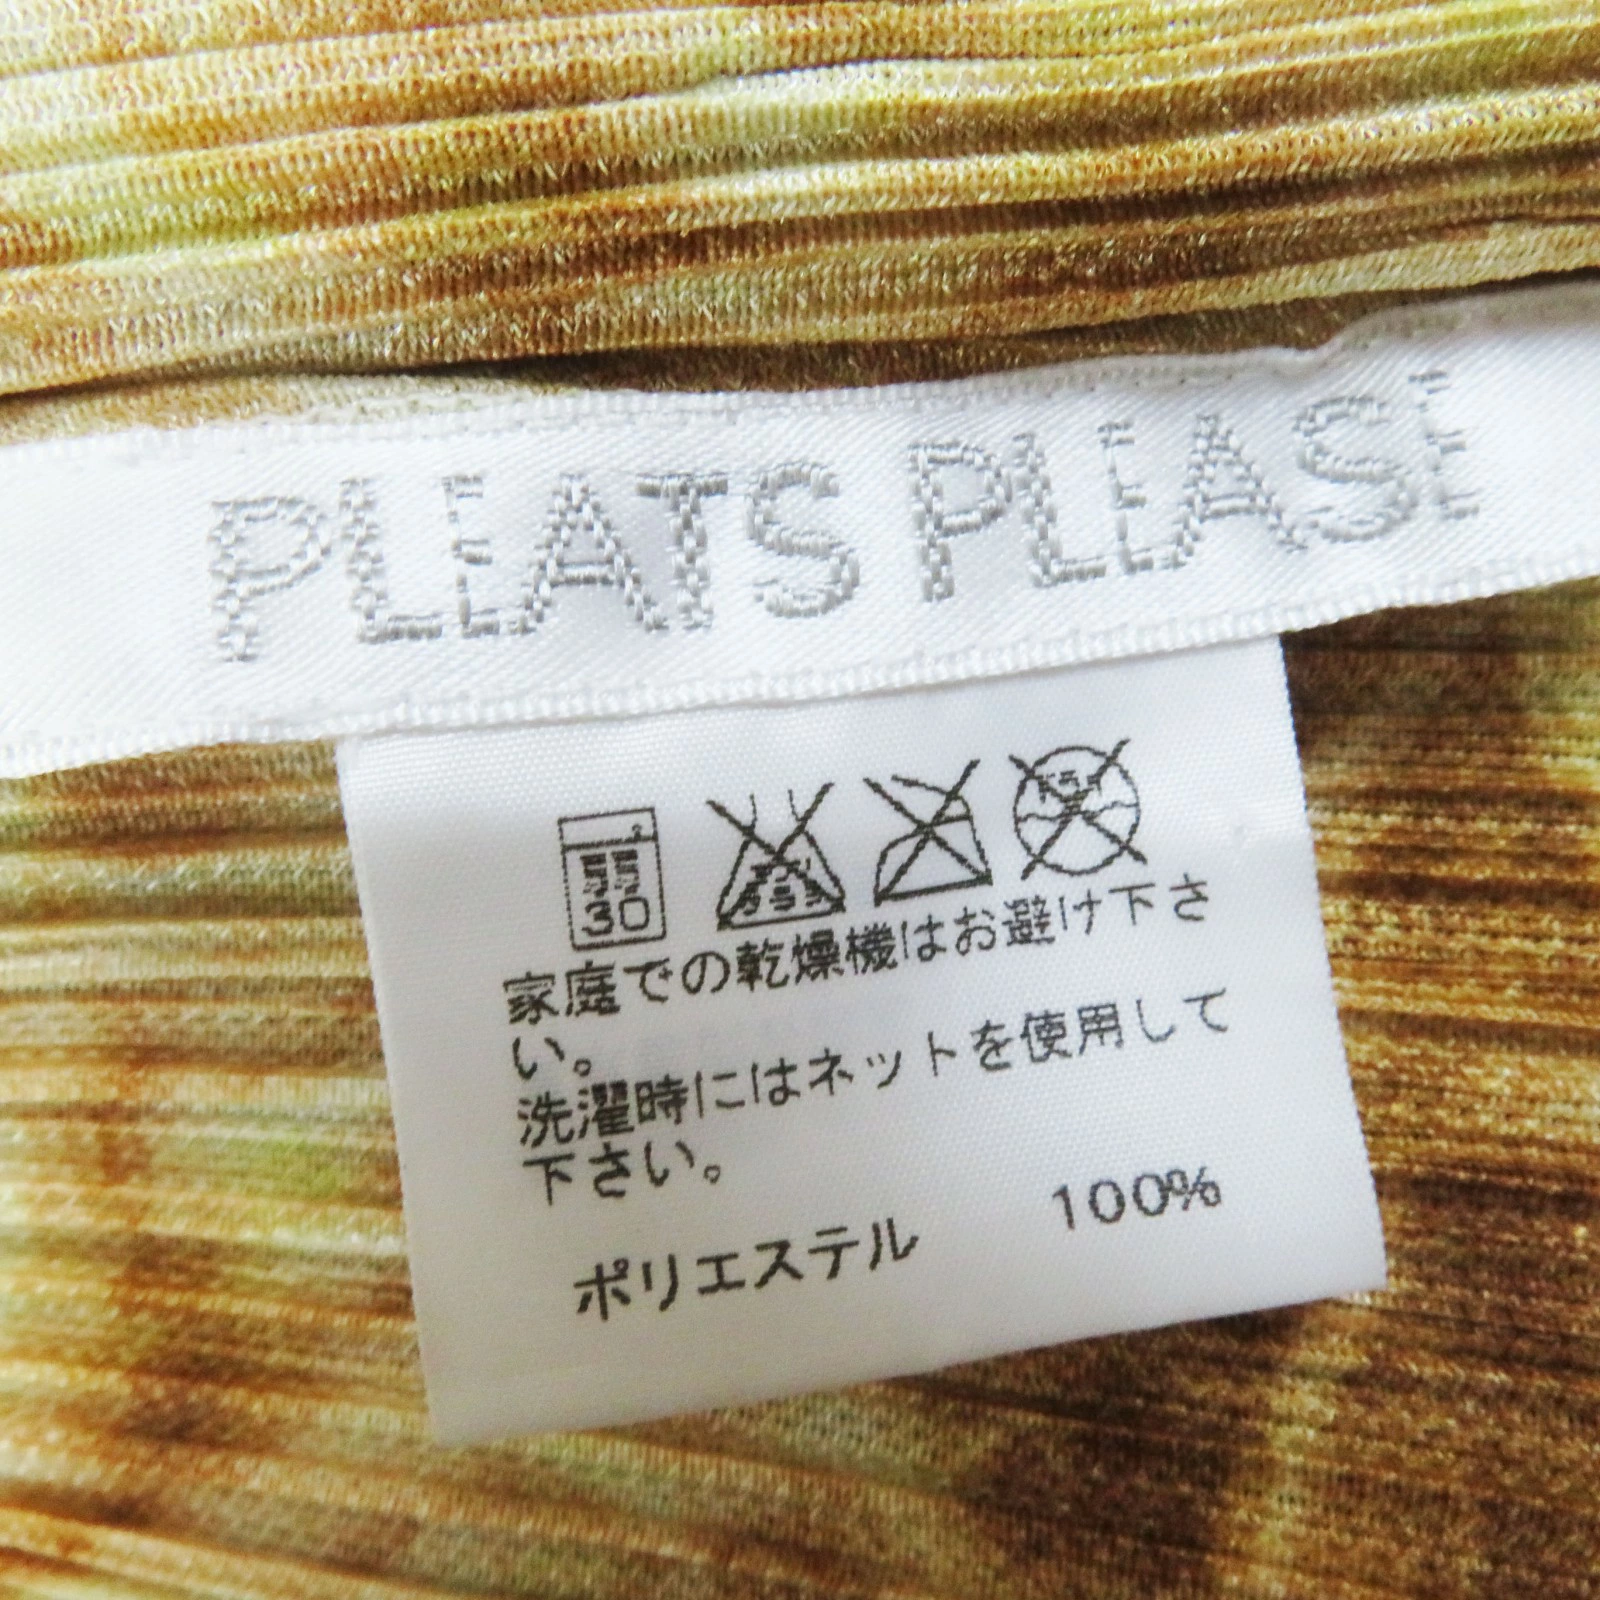 PLEATS PLEASE
30
家庭での乾燥機はお避け下さ
い。
洗濯時にはネットを使用して
下さい。
ポリエステル 100%